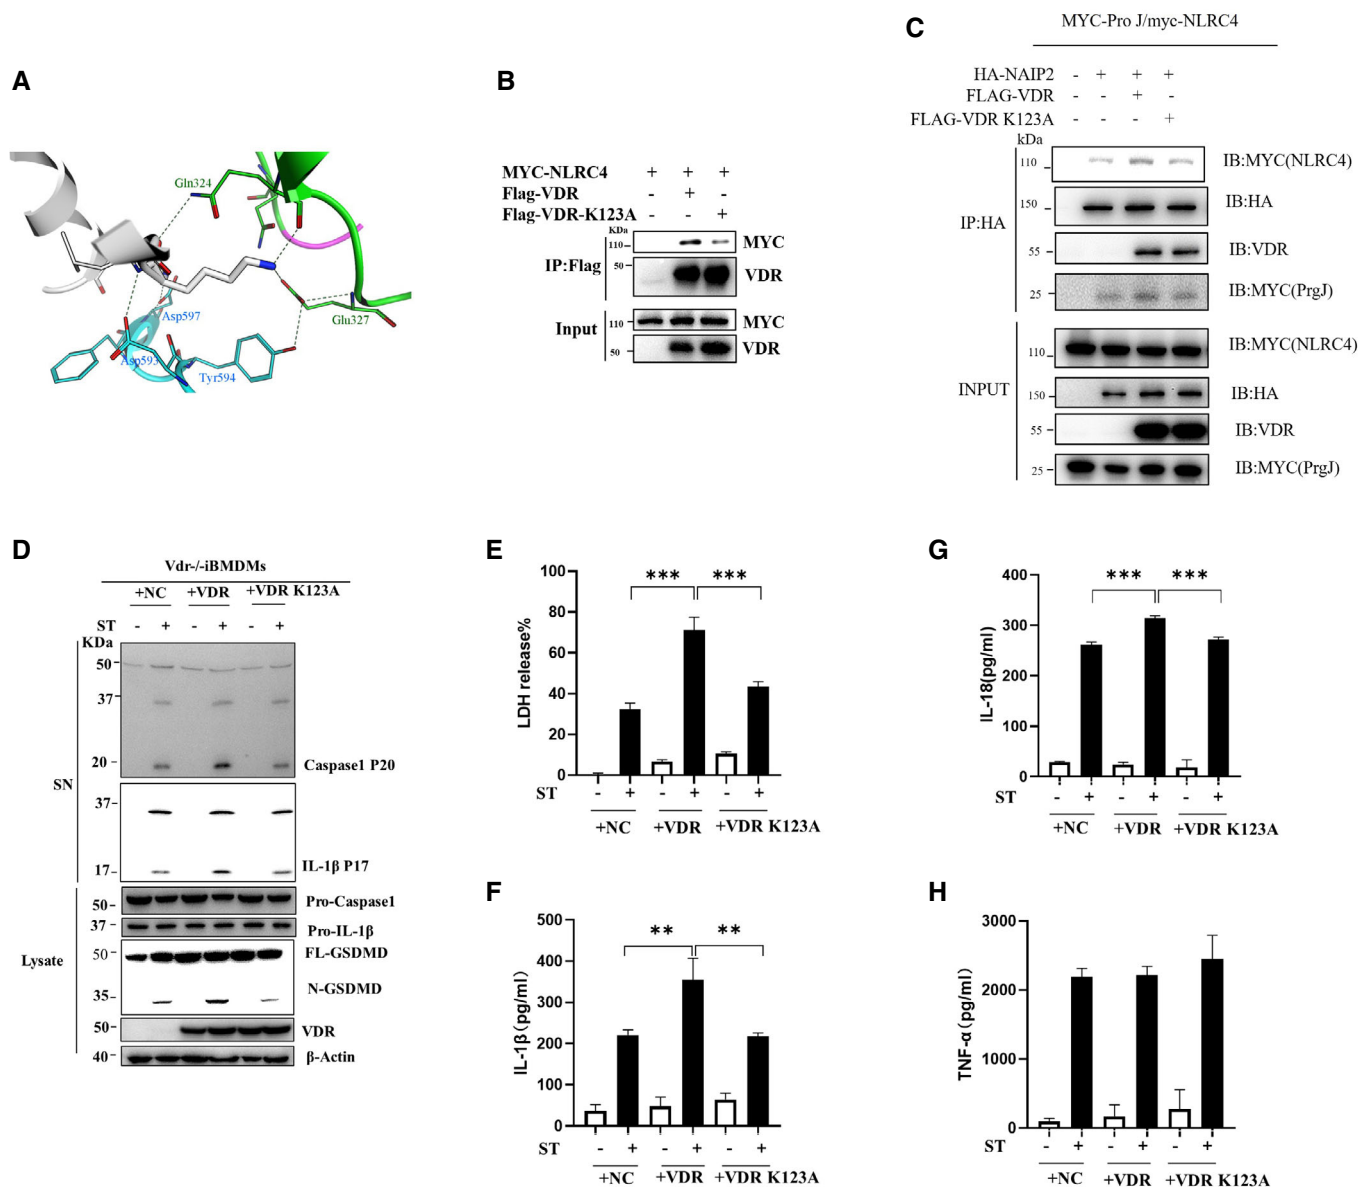 A
Gln324
Asp597
Asp593
Tyr594
Glu327
B
MYC-NLRC4 + + +
Flag-VDR - + -
Flag-VDR-K123A - - +
KDa
IP:Flag
110 MYC
50 VDR
Input
110 MYC
50 VDR
C
MYC-Pro J/myc-NLRC4
HA-NAIP2 - + + +
FLAG-VDR - - + -
FLAG-VDR K123A - - - +
kDa
IP:HA
110 IB:MYC(NLRC4)
150 IB:HA
55 IB:VDR
25 IB:MYC(PrgJ)
INPUT
110 IB:MYC(NLRC4)
150 IB:HA
55 IB:VDR
25 IB:MYC(PrgJ)
D
Vdr-/-iBMDMs
+NC +VDR +VDR K123A
ST - + - + - +
KDa
SN
50
37
20 Caspase1 P20
37
17 IL-1β P17
Lysate
50 Pro-Caspase1
37 Pro-IL-1β
50 FL-GSDMD
35 N-GSDMD
50 VDR
40 β-Actin
E
LDH release%
100
80
60
40
20
0
*** ***
ST - + - + - +
+NC +VDR +VDR K123A
F
IL-1β(pg/ml)
500
400
300
200
100
0
** **
ST - + - + - +
+NC +VDR +VDR K123A
G
IL-18(pg/ml)
400
300
200
100
0
*** ***
ST - + - + - +
+NC +VDR +VDR K123A
H
TNF-α(pg/ml)
3000
2000
1000
0
ST - + - + - +
+NC +VDR +VDR K123A